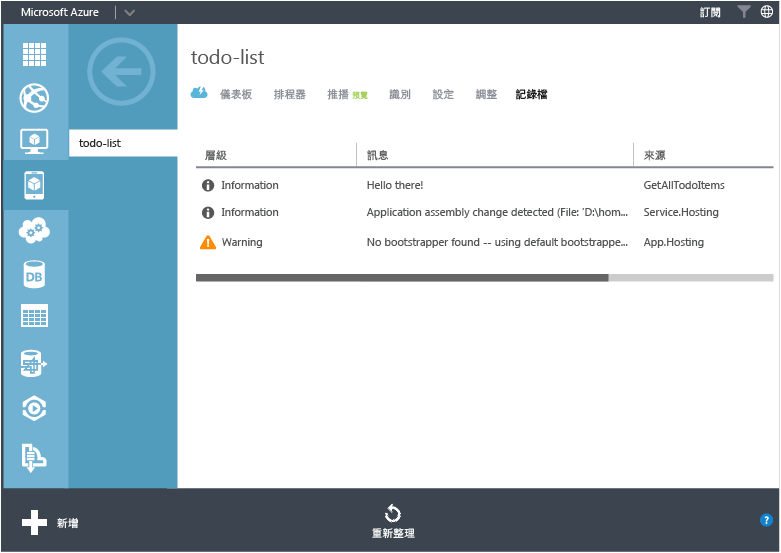 Microsoft Azure
訂閱
todo-list
todo-list
儀表板 排程器 推播 預覽 識別 設定 調整 記錄檔
層級 訊息 來源
Information Hello there! GetAllTodoItems
Information Application assembly change detected (File: 'D:\hom... Service.Hosting
Warning No bootstrapper found -- using default bootstrappe... App.Hosting
DB
新增
重新整理
?